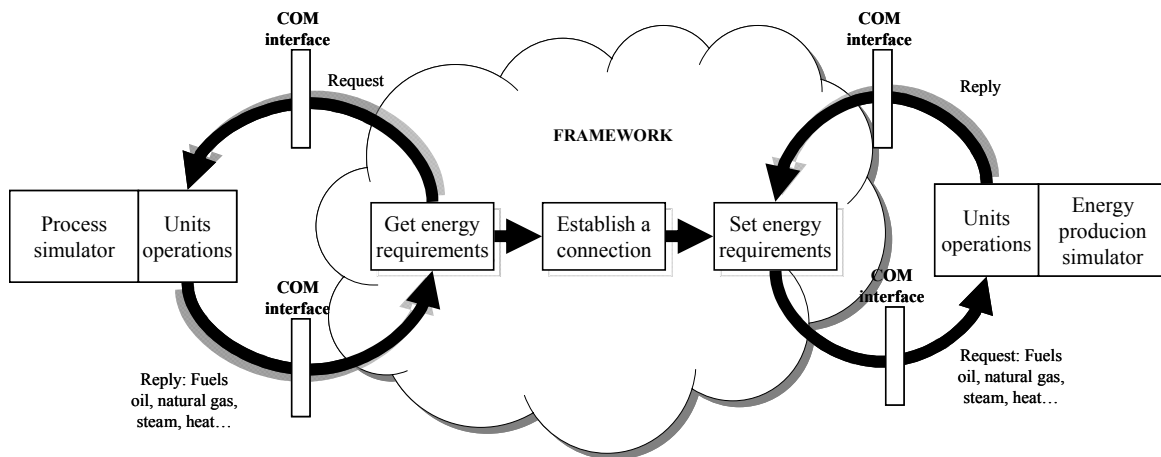 COM
interface
Request
COM
interface
Reply
FRAMEWORK
Process
simulator
Units
operations
Get energy
requirements
Establish a
connection
Set energy
requirements
Units
operations
Energy
producion
simulator
COM
interface
COM
interface
Reply: Fuels
oil, natural gas,
steam, heat…
Request: Fuels
oil, natural gas,
steam, heat…